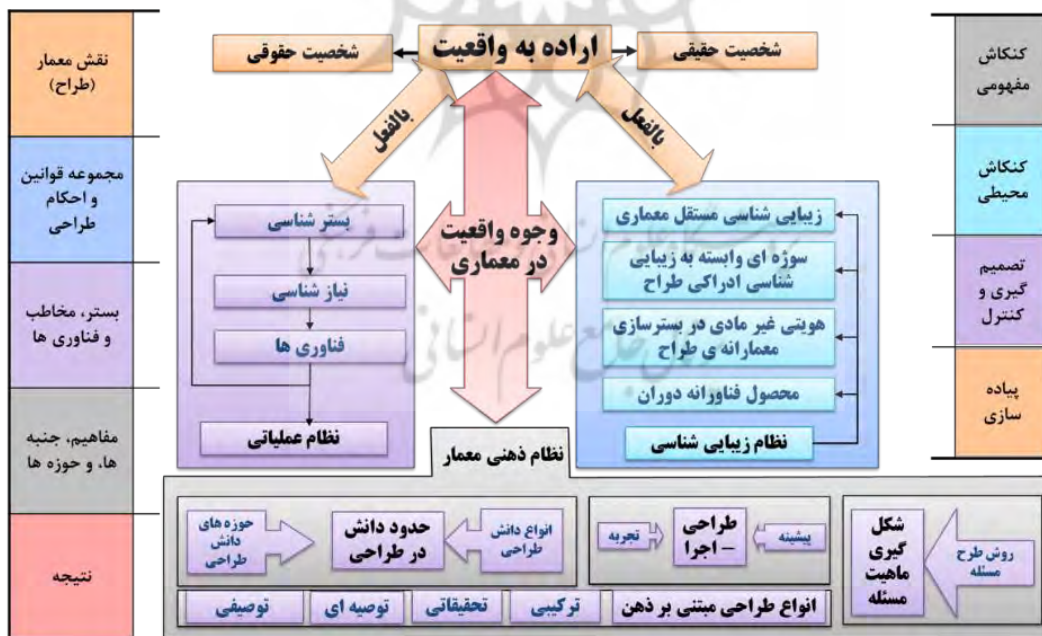 اراده به واقعیت
شخصیت حقیقی
شخصیت حقوقی
بالفعل
بالفعل
وجوه واقعیت
در معماری
کنکاش
مفهومی
کنکاش
محیطی
تصمیم
گیری و
کنترل
پیاده
سازی
زیبایی شناسی مستقل معماری
سوژه ای وابسته به زیبایی
شناسی ادراکی طراح
هویتی غیر مادی در بسترسازی
معمارانه ی طراح
محصول فناورانه دوران
نظام زیبایی شناسی
بستر شناسی
نیاز شناسی
فناوری ها
نظام عملیاتی
نقش معمار
(طراح)
مجموعه قوانین
و احکام
طراحی
بستر، مخاطب
و فناوری ها
مفاهیم، جنبه
ها، و حوزه ها
نتیجه
نظام ذهنی معمار
روش طرح
مسئله
شکل
گیری
ماهیت
مسئله
پیشینه
طراحی
– اجرا
تجربه
انواع دانش
طراحی
حدود دانش
در طراحی
حوزه های
دانش
طراحی
انواع طراحی مبتنی بر ذهن
ترکیبی
تحقیقاتی
توصیه ای
توصیفی